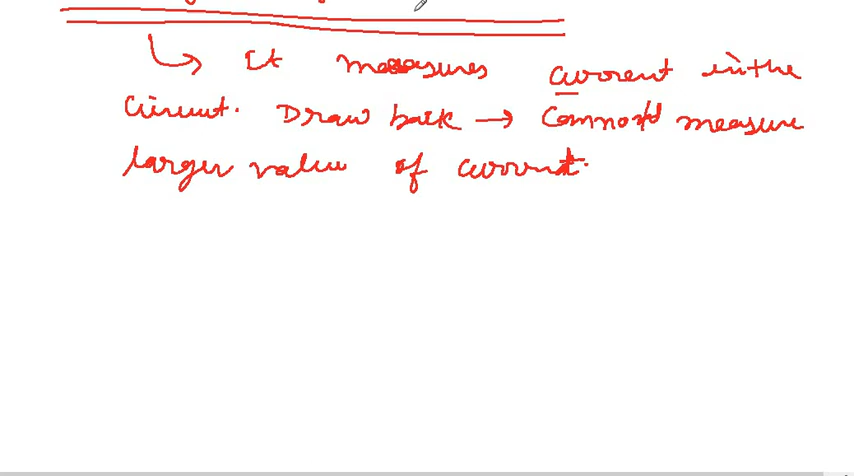 It measures current in the
circuit. Draw back → Cannot measure
larger value of current.